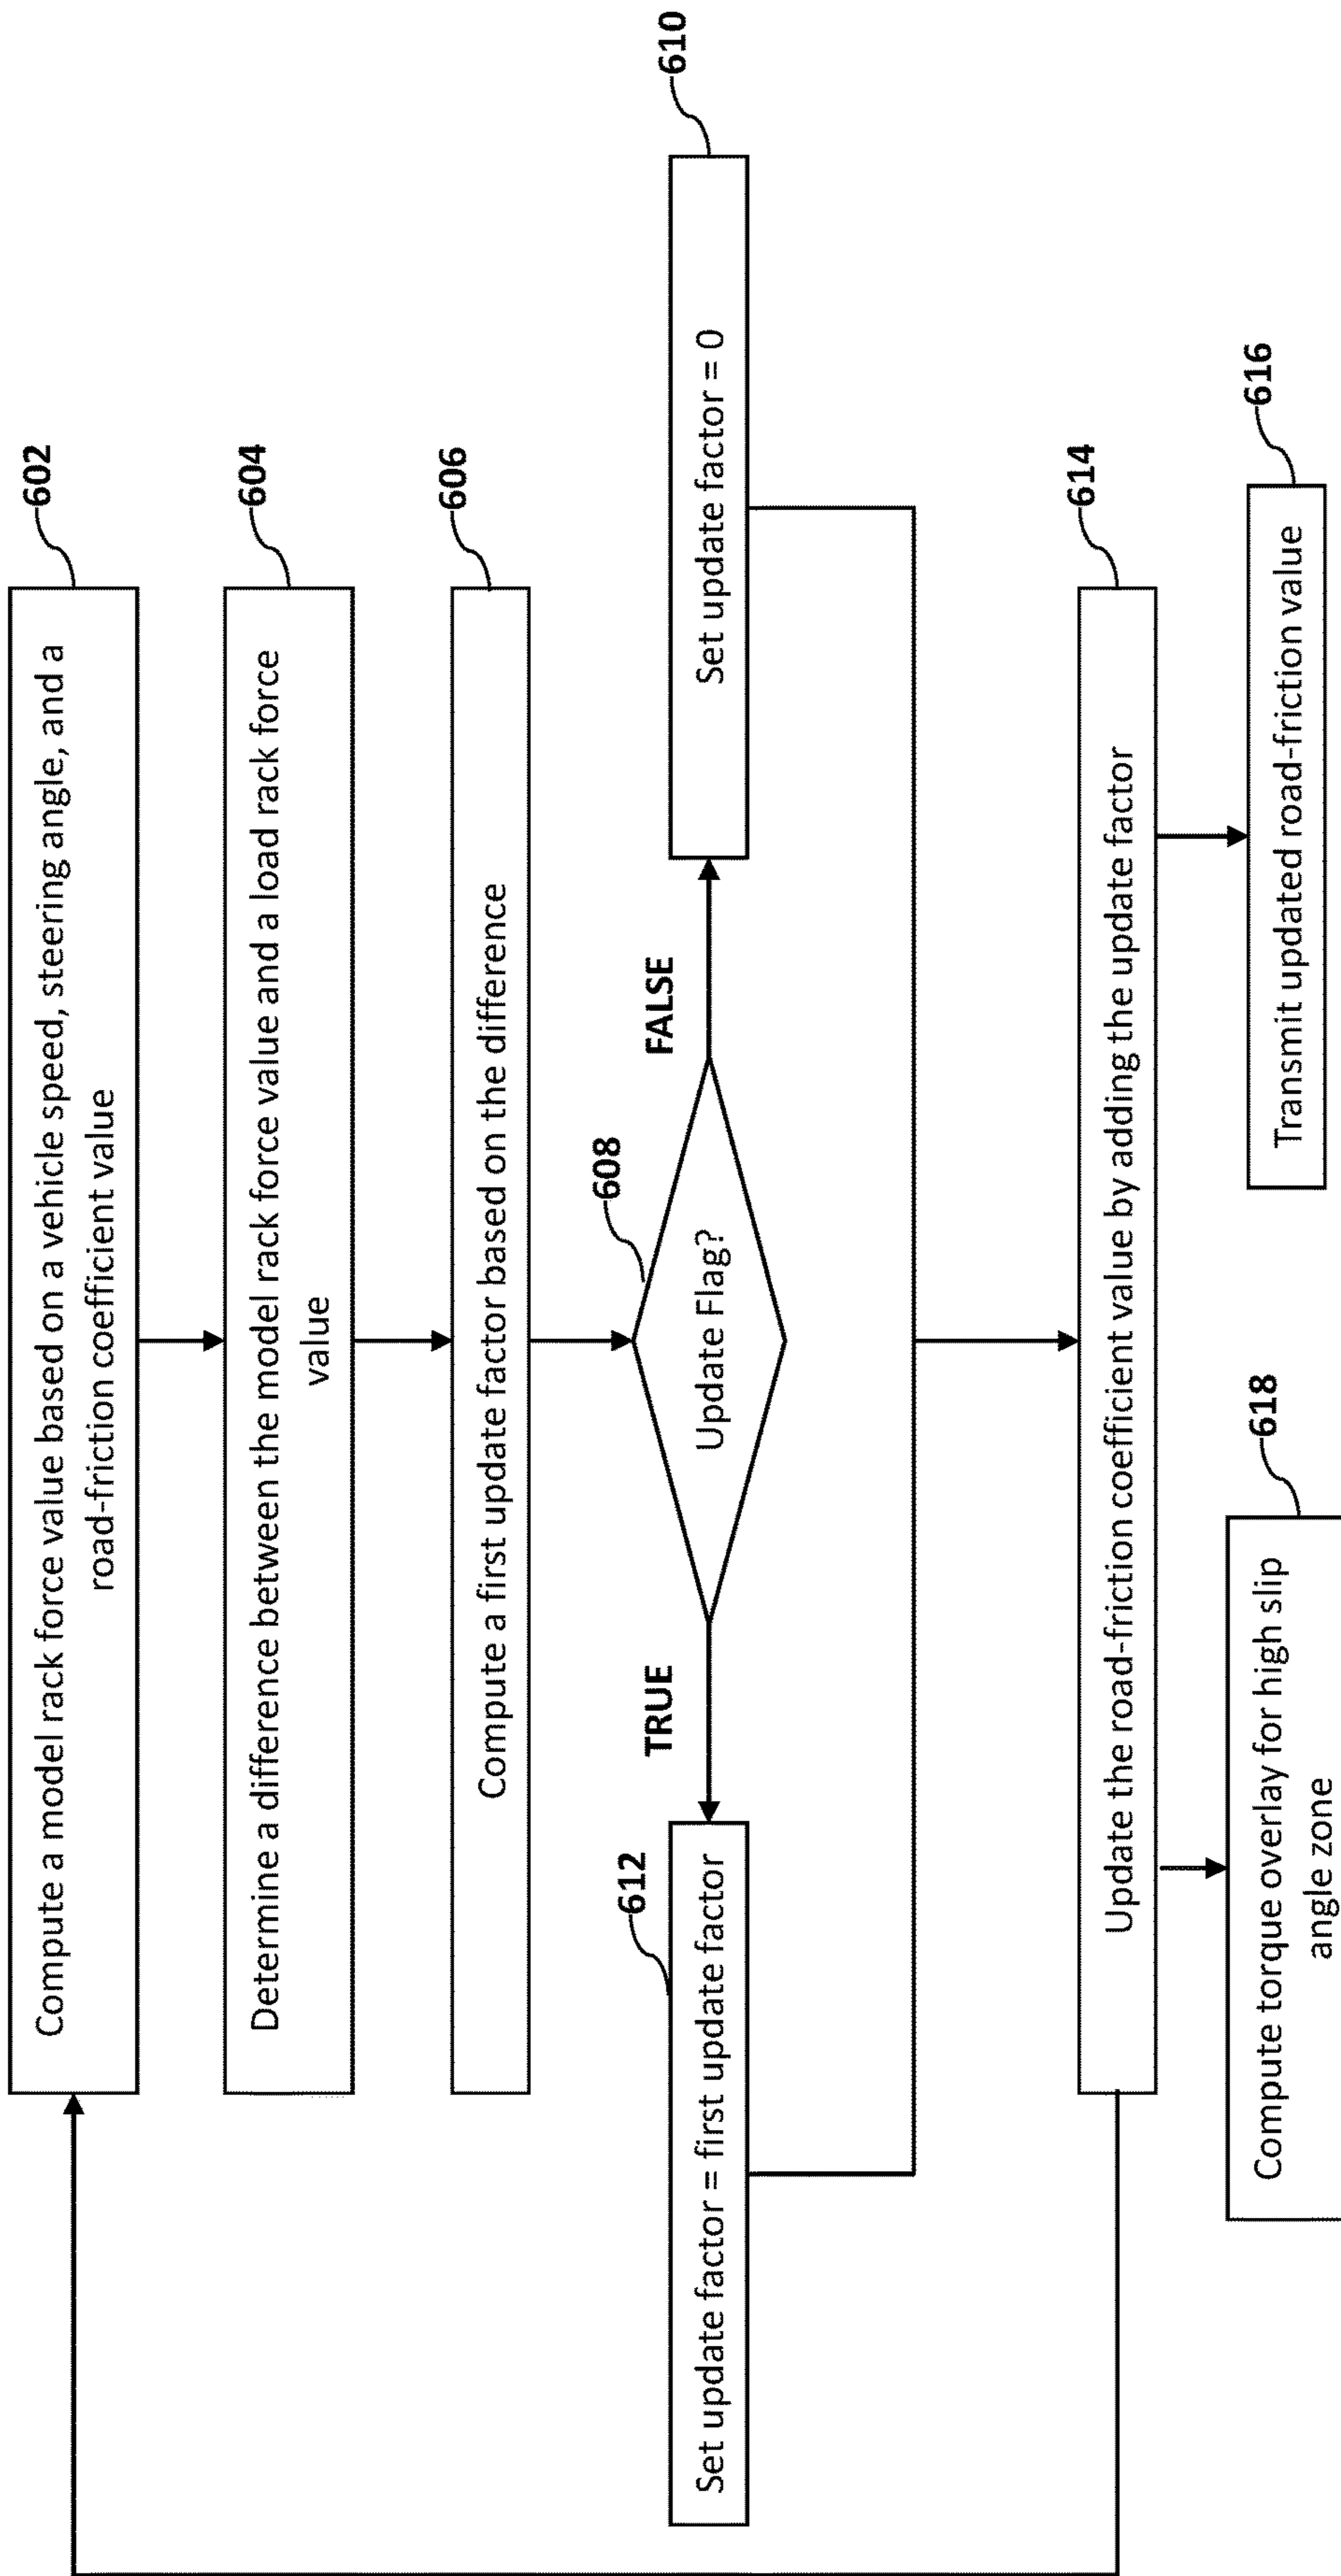 602
Compute a model rack force value based on a vehicle speed, steering angle, and a
road-friction coefficient value
604
Determine a difference between the model rack force value and a load rack force
value
606
Compute a first update factor based on the difference
608
Update Flag?
TRUE
FALSE
612
Set update factor = first update factor
610
Set update factor = 0
614
Update the road-friction coefficient value by adding the update factor
618
Compute torque overlay for high slip
angle zone
616
Transmit updated road-friction value